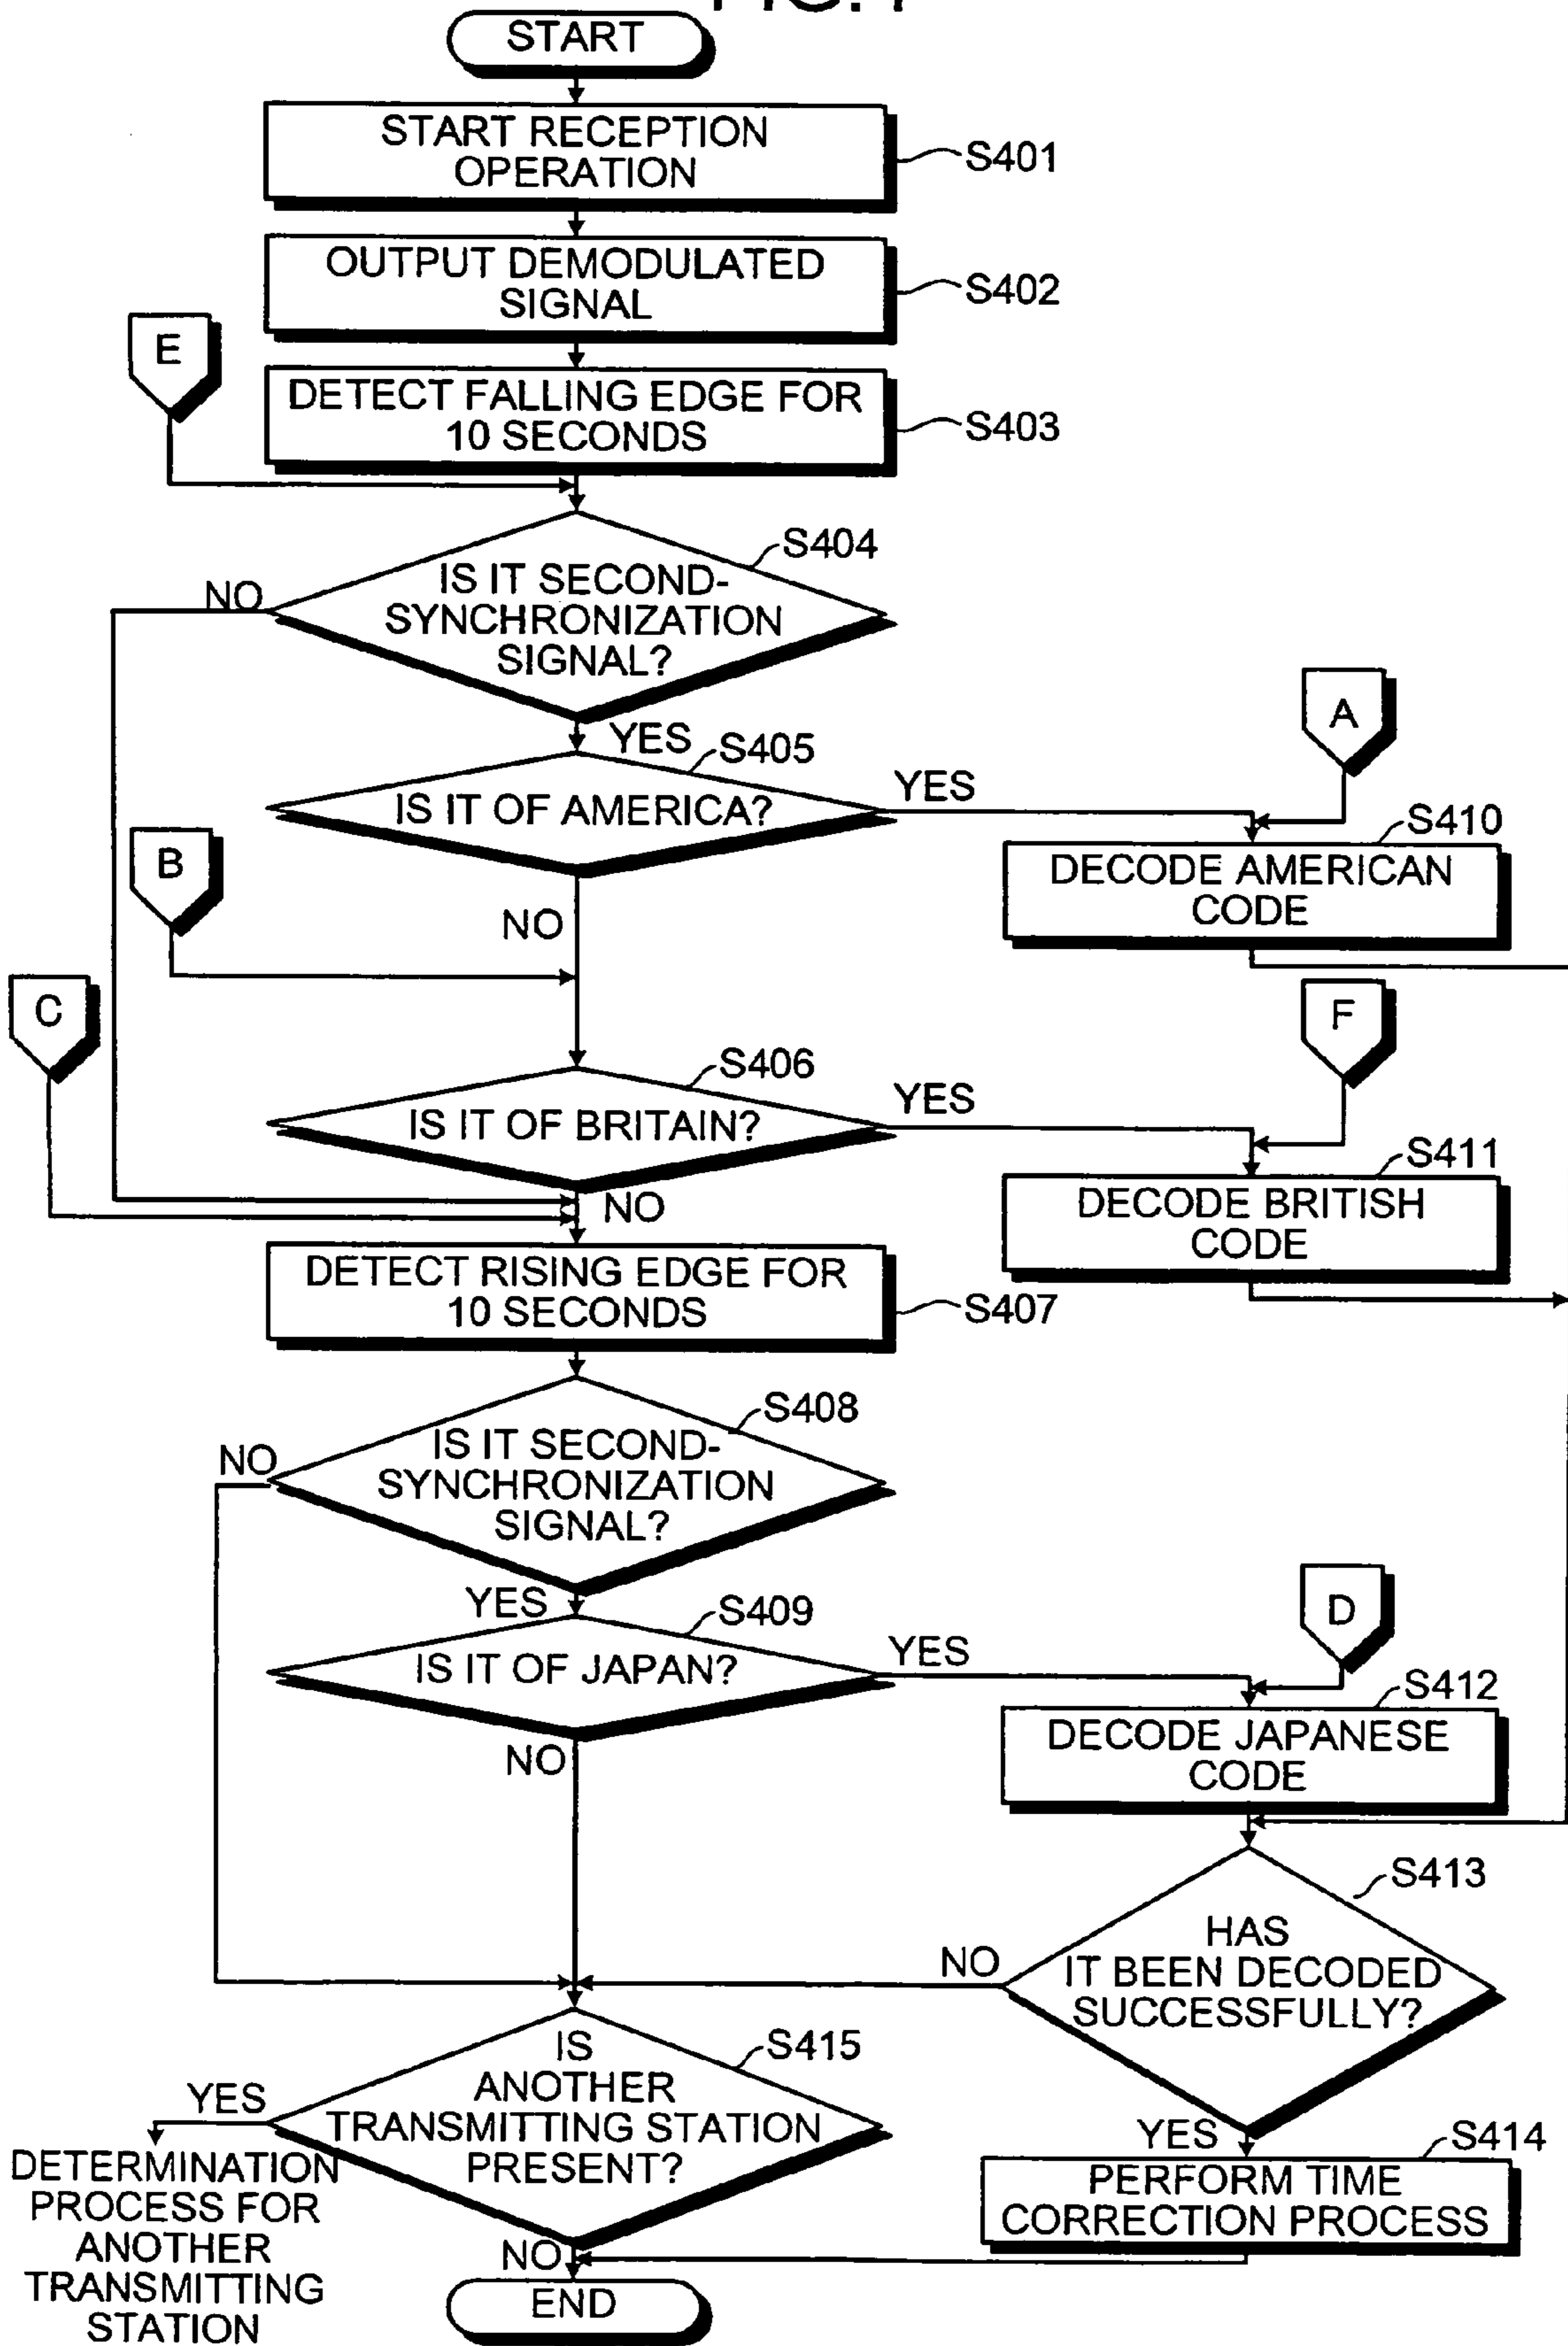 START
START RECEPTION
OPERATION
S401
OUTPUT DEMODULATED
SIGNAL
S402
E
DETECT FALLING EDGE FOR
10 SECONDS
S403
S404
NO
IS IT SECOND-
SYNCHRONIZATION
SIGNAL?
A
YES
S405
IS IT OF AMERICA?
YES
S410
B
DECODE AMERICAN
CODE
NO
C
F
S406
IS IT OF BRITAIN?
YES
S411
NO
DECODE BRITISH
CODE
DETECT RISING EDGE FOR
10 SECONDS
S407
S408
NO
IS IT SECOND-
SYNCHRONIZATION
SIGNAL?
D
YES
S409
IS IT OF JAPAN?
YES
S412
NO
DECODE JAPANESE
CODE
S413
HAS
IT BEEN DECODED
SUCCESSFULLY?
NO
IS
ANOTHER
TRANSMITTING STATION
PRESENT?
S415
YES
DETERMINATION
PROCESS FOR
ANOTHER
TRANSMITTING
STATION
YES
S414
PERFORM TIME
CORRECTION PROCESS
NO
END